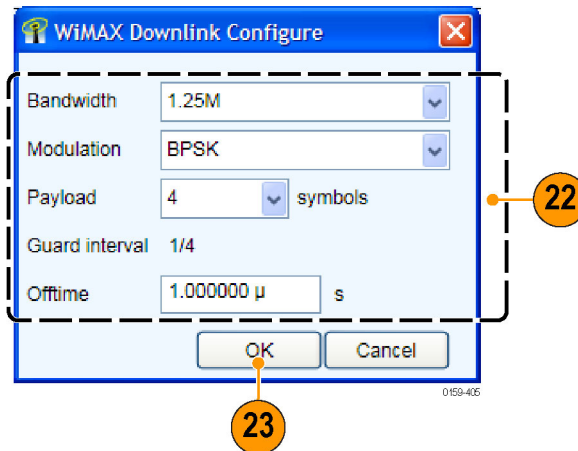 WiMAX Downlink Configure
Bandwidth 1.25M
Modulation BPSK
Payload 4 symbols
Guard interval 1/4
Offtime 1.000000 µ s
22
OK Cancel
0159-405
23